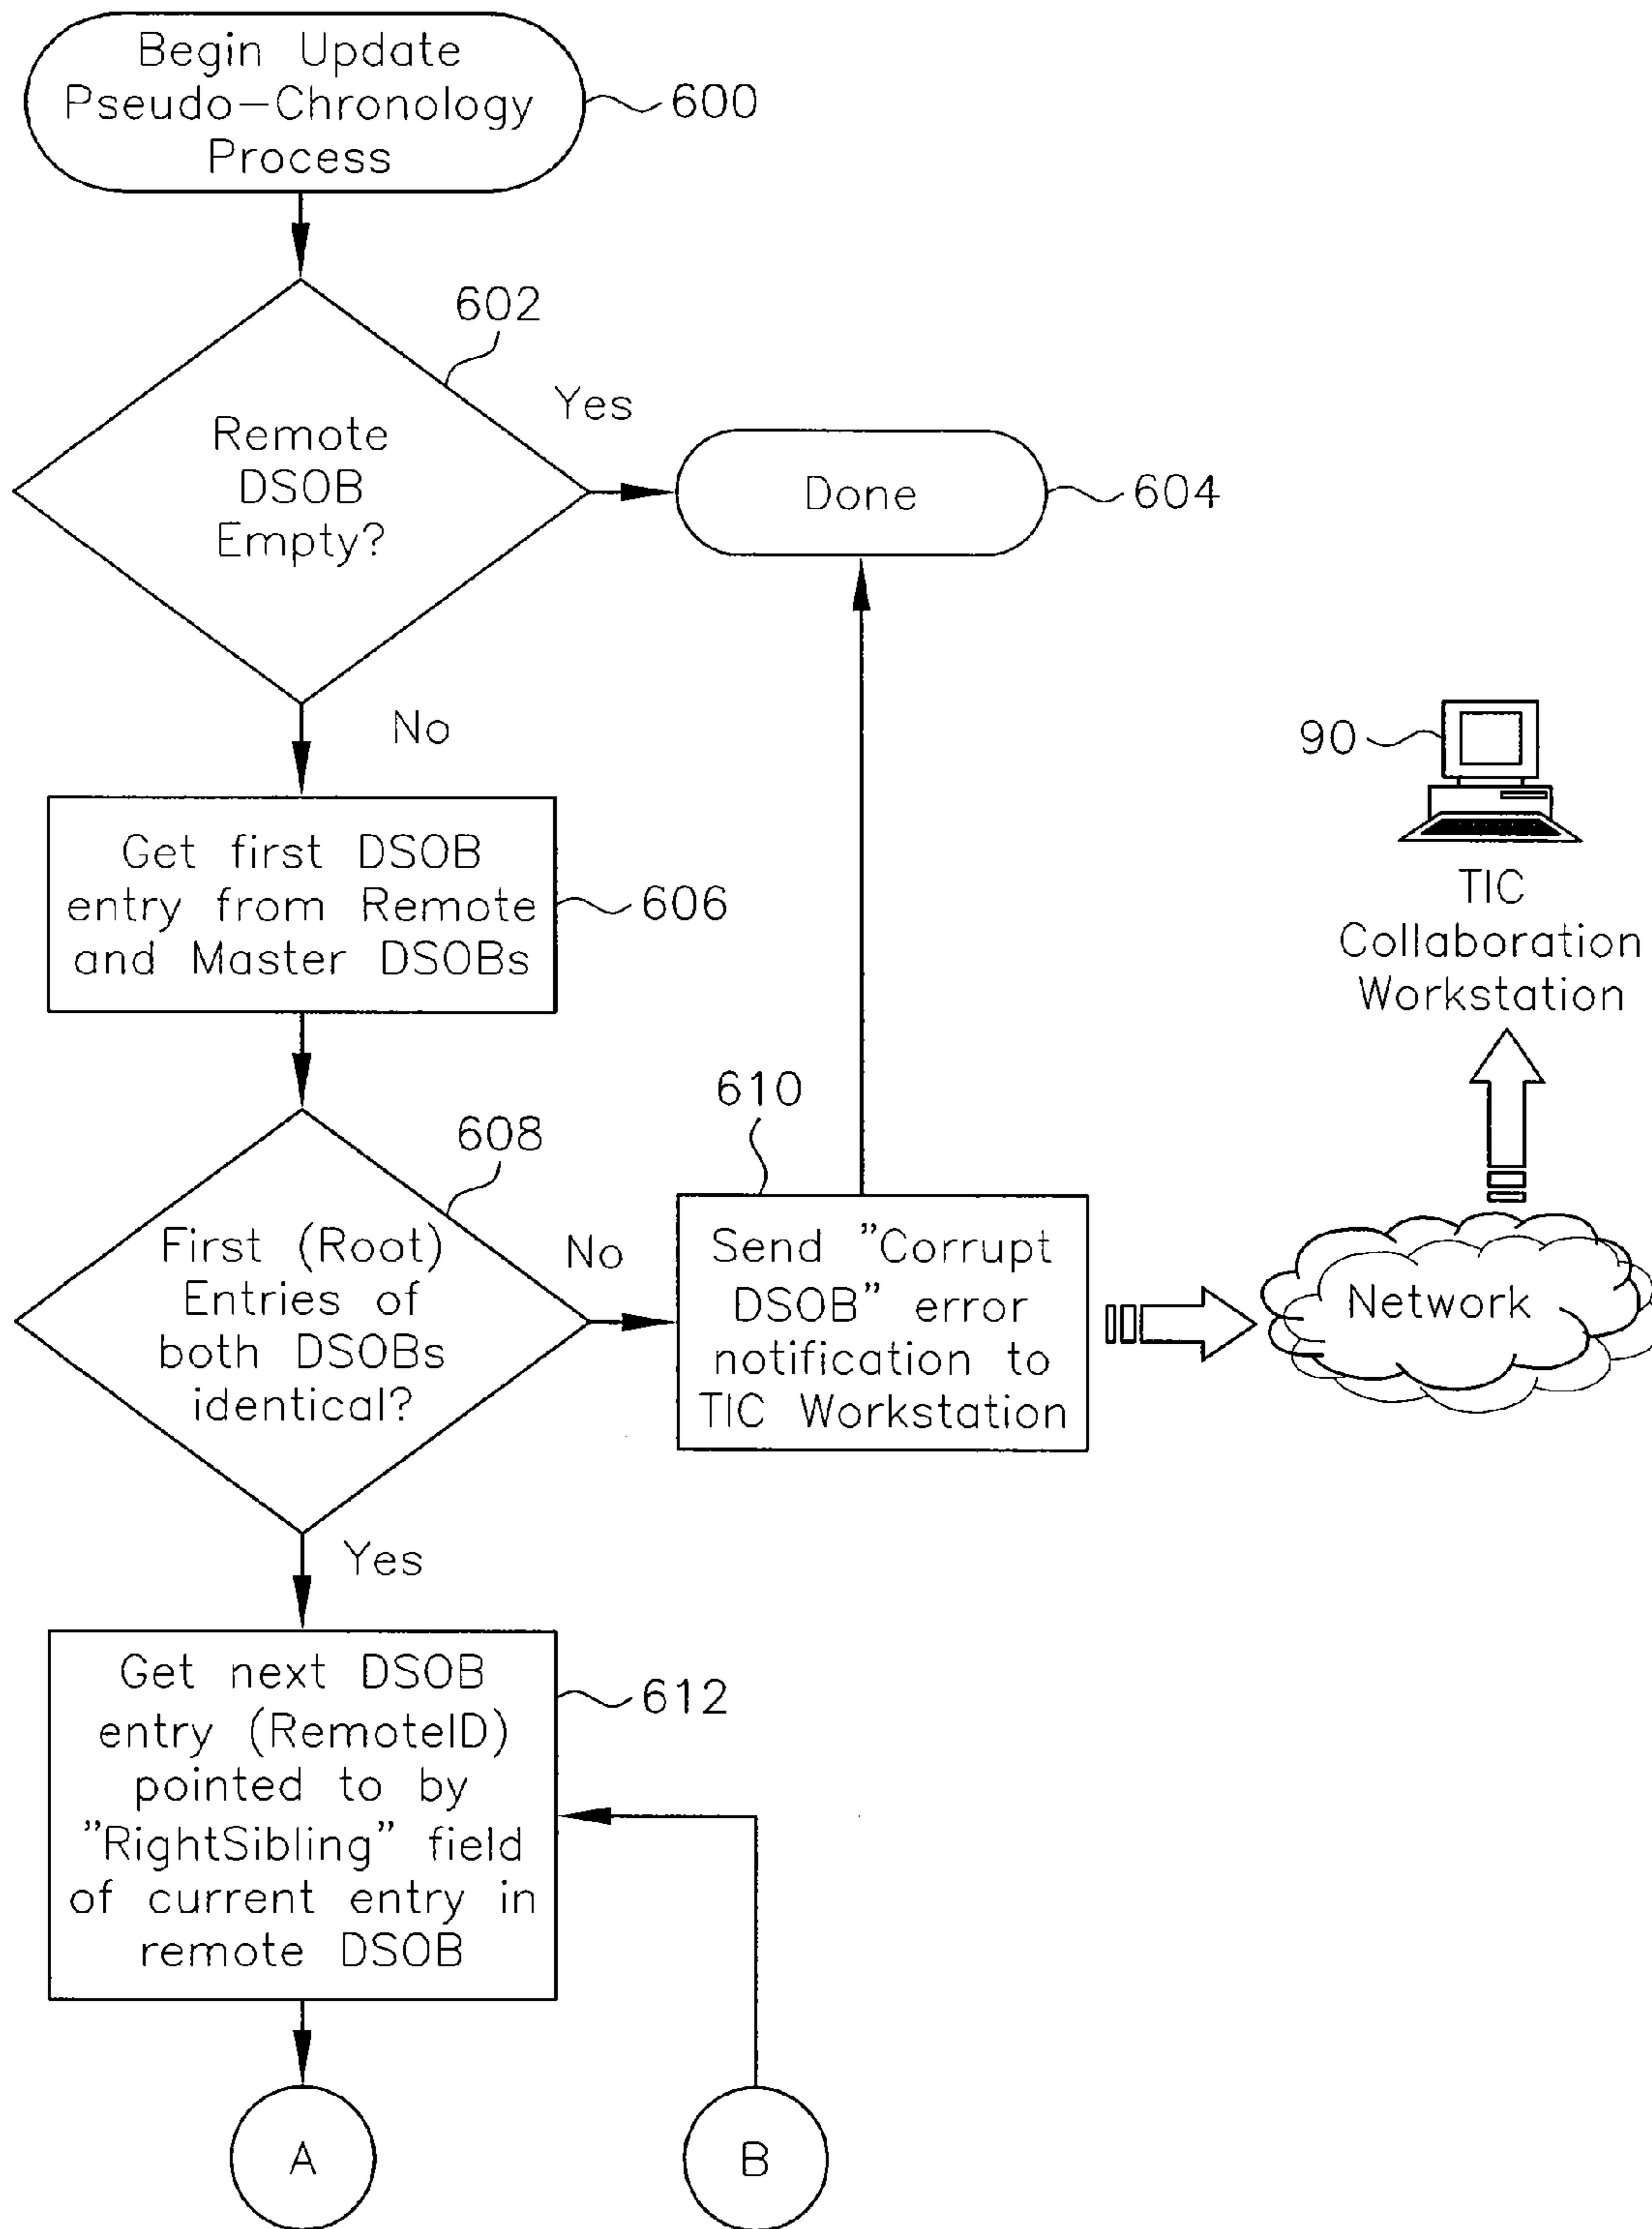 Begin Update
Pseudo-Chronology
Process
600
602
Remote
DSOB
Empty?
Yes
Done
604
No
Get first DSOB
entry from Remote
and Master DSOBs
606
90
TIC
Collaboration
Workstation
608
First (Root)
Entries of
both DSOBs
identical?
No
610
Send "Corrupt
DSOB" error
notification to
TIC Workstation
Network
Yes
Get next DSOB
entry (RemoteID)
pointed to by
"RightSibling" field
of current entry in
remote DSOB
612
A
B